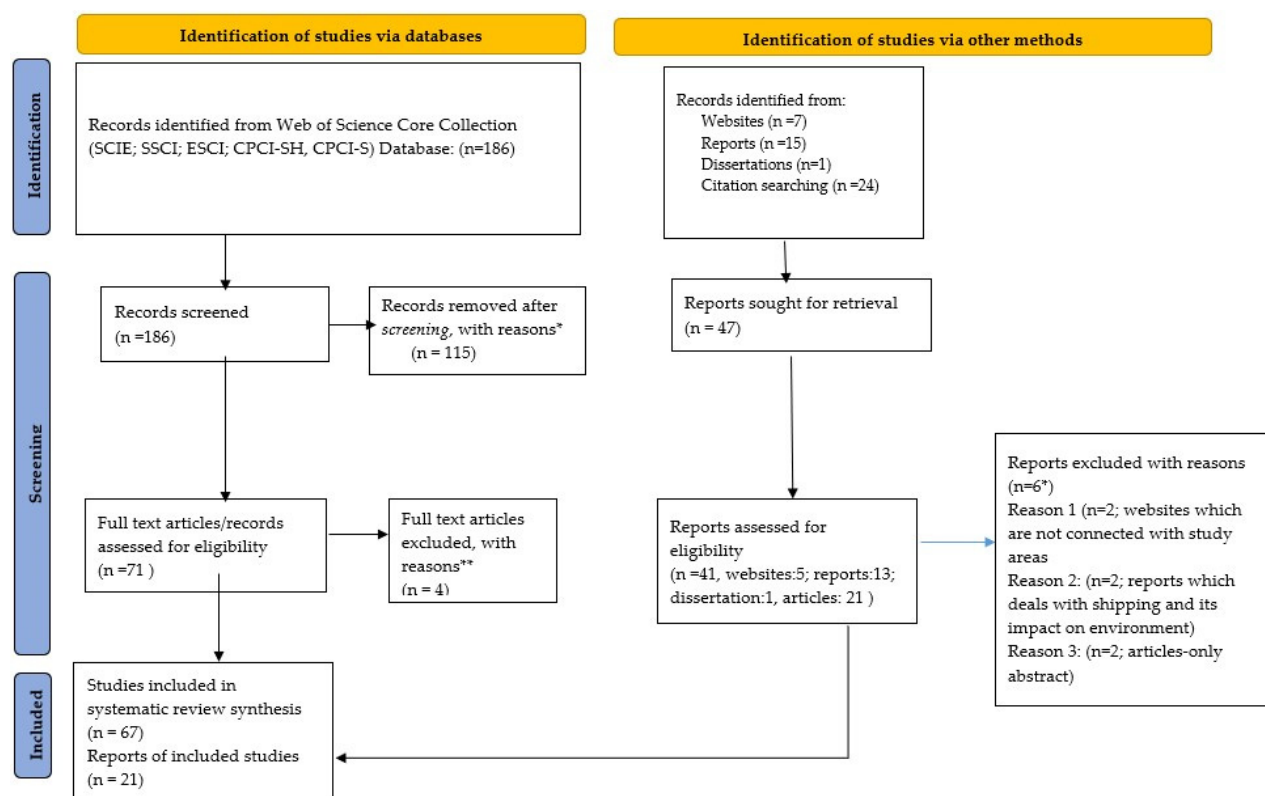 Identification of studies via databases
Identification of studies via other methods
Identification
Records identified from Web of Science Core Collection
(SCIE; SSCI; ESCI; CPCI-SH, CPCI-S) Database: (n=186)
Records identified from:
Websites (n =7)
Reports (n =15)
Dissertations (n=1)
Citation searching (n =24)
Screening
Records screened
(n =186)
Records removed after
screening, with reasons*
(n = 115)
Reports sought for retrieval
(n = 47)
Full text articles/records
assessed for eligibility
(n =71 )
Full text articles
excluded, with
reasons**
(n = 4)
Reports assessed for
eligibility
(n =41, websites:5; reports:13;
dissertation:1, articles: 21 )
Reports excluded with reasons
(n=6*)
Reason 1 (n=2; websites which
are not connected with study
areas
Reason 2: (n=2; reports which
deals with shipping and its
impact on environment)
Reason 3: (n=2; articles-only
abstract)
Included
Studies included in
systematic review synthesis
(n = 67)
Reports of included studies
(n = 21)